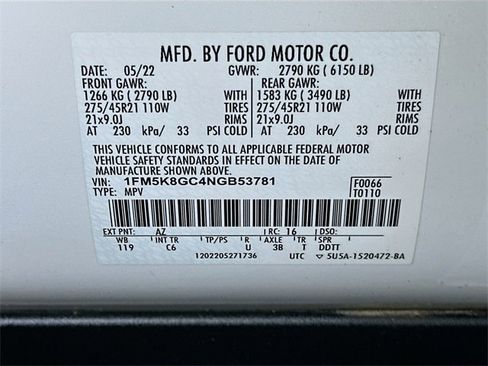 MFD. BY FORD MOTOR CO.
DATE: 05/22 GVWR: 2790 KG ( 6150 LB)
FRONT GAWR: REAR GAWR:
1266 KG ( 2790 LB) 1583 KG ( 3490 LB)
275/45R21 110W TIRES 275/45R21 110W TIRES
21x9.0J RIMS 21x9.0J RIMS
AT 230 kPa/ 33 PSI COLD AT 230 kPa/ 33 PSI COLD
THIS VEHICLE CONFORMS TO ALL APPLICABLE FEDERAL MOTOR
VEHICLE SAFETY STANDARDS IN EFFECT ON THE DATE OF
MANUFACTURE SHOWN ABOVE.
VIN: 1FM5K8GC4NGB53781 F0066
TYPE: MPV T0110
EXT PNT: AZ RC: 16 DSO:
WB INT TR TP/PS R AXLE TR SPR
119 C6 U 3B T DDTT
1202205271736 UTC ▽ 5U5A-1520472-BA